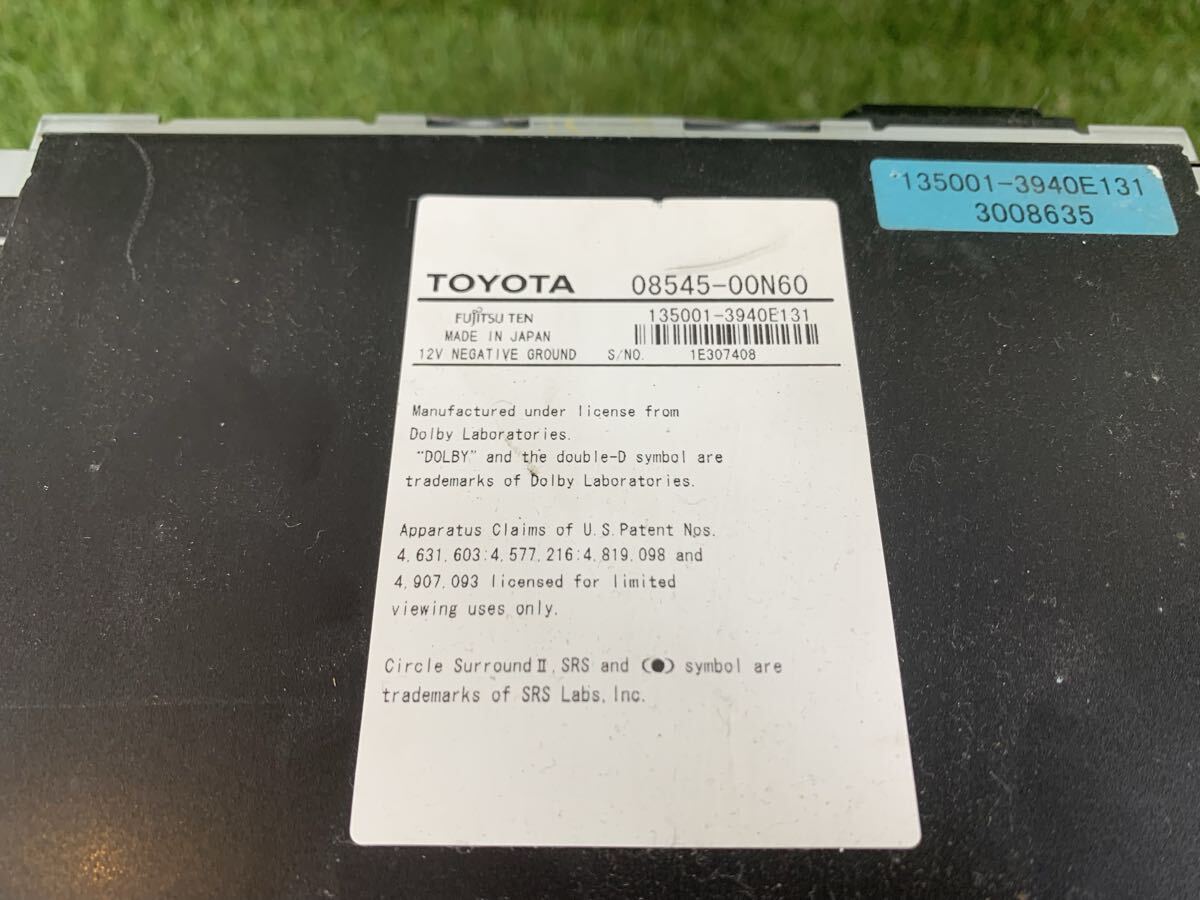 135001-3940E131
3008635
TOYOTA 08545-00N60
FUJITSU TEN 135001-3940E131
MADE IN JAPAN
12V NEGATIVE GROUND S/NO. 1E307408
Manufactured under license from
Dolby Laboratories.
"DOLBY" and the double-D symbol are
trademarks of Dolby Laboratories.
Apparatus Claims of U.S.Patent Nos.
4,631,603:4,577,216:4,819,098 and
4,907,093 licensed for limited
viewing uses only.
Circle SurroundⅡ,SRS and (●) symbol are
trademarks of SRS Labs, Inc.